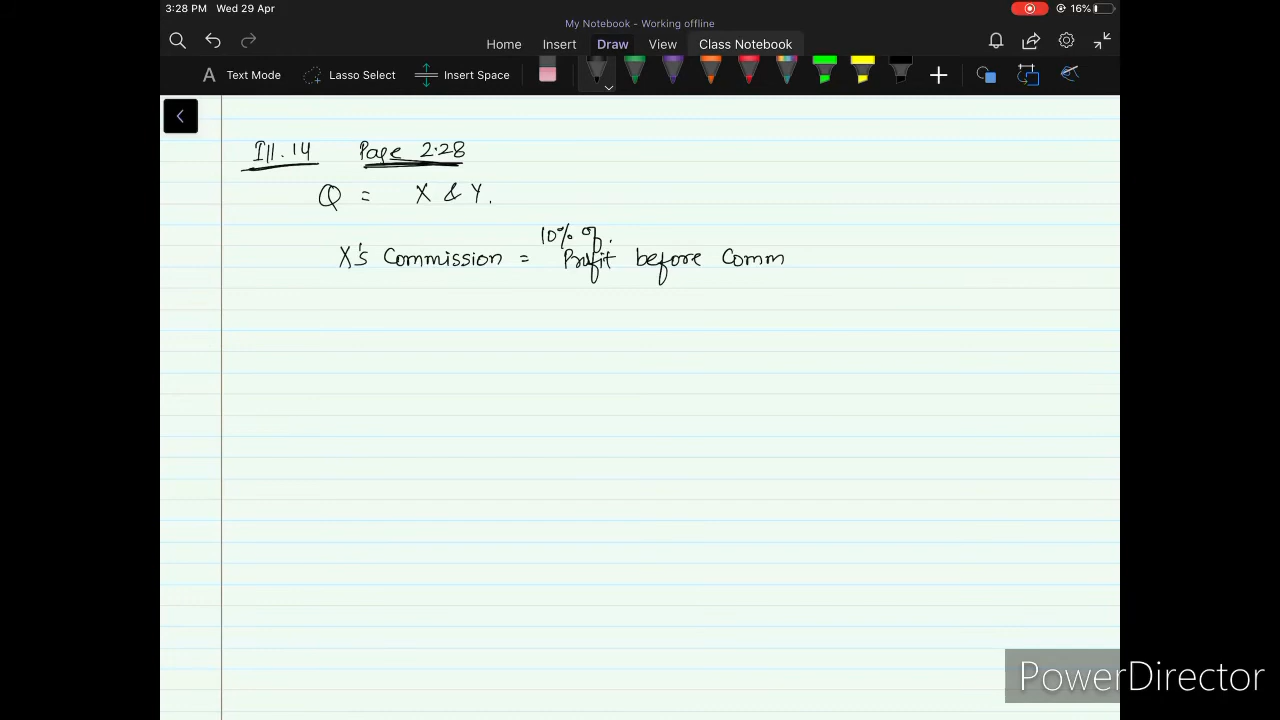 3:28 PM Wed 29 Apr 16%
My Notebook - Working offline
Home Insert Draw View Class Notebook
A Text Mode Lasso Select Insert Space
Ill. 14 Page 2.28
Q = X & Y.
10% of.
X's Commission = Profit before Comm
PowerDirector